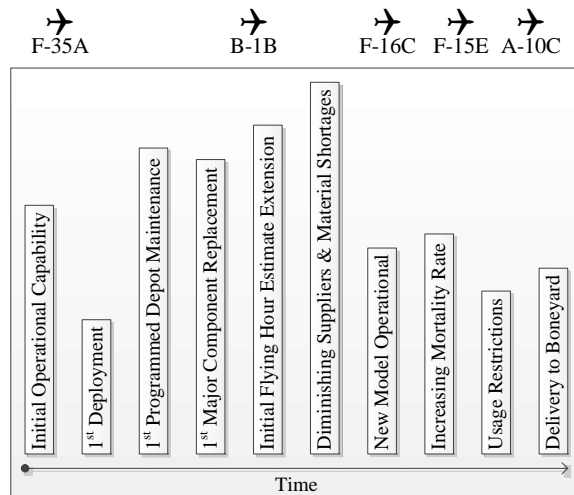 F-35A
B-1B
F-16C
F-15E
A-10C
Initial Operational Capability
1st Deployment
1st Programmed Depot Maintenance
1st Major Component Replacement
Initial Flying Hour Estimate Extension
Diminishing Suppliers & Material Shortages
New Model Operational
Increasing Mortality Rate
Usage Restrictions
Delivery to Boneyard
Time